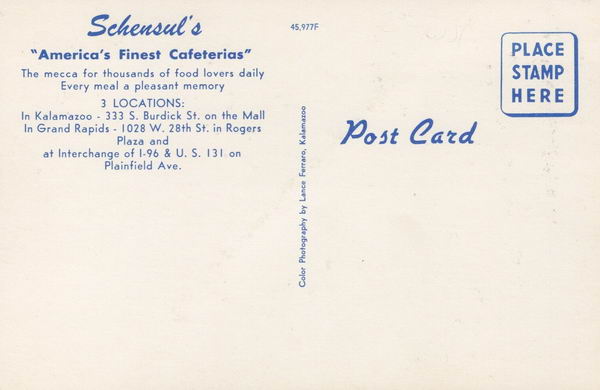 Schensul's
"America's Finest Cafeterias"
The mecca for thousands of food lovers daily
Every meal a pleasant memory
3 LOCATIONS:
In Kalamazoo - 333 S. Burdick St. on the Mall
In Grand Rapids - 1028 W. 28th St. in Rogers
Plaza and
at Interchange of I-96 & U. S. 131 on
Plainfield Ave.
45,977F
Color Photography by Lance Ferraro, Kalamazoo
PLACE
STAMP
HERE
Post Card